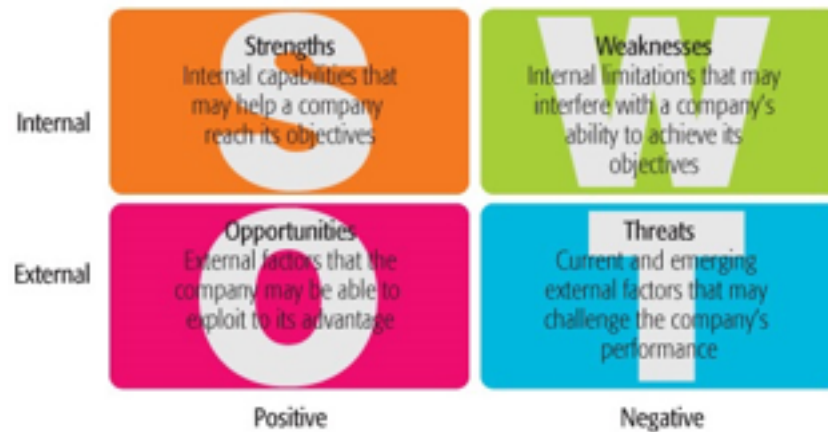 Internal
Strengths
Internal capabilities that
may help a company
reach its objectives
Weaknesses
Internal limitations that may
interfere with a company's
ability to achieve its
objectives
External
Opportunities
External factors that the
company may be able to
exploit to its advantage
Threats
Current and emerging
external factors that may
challenge the company's
performance
Positive
Negative
S
W
O
T